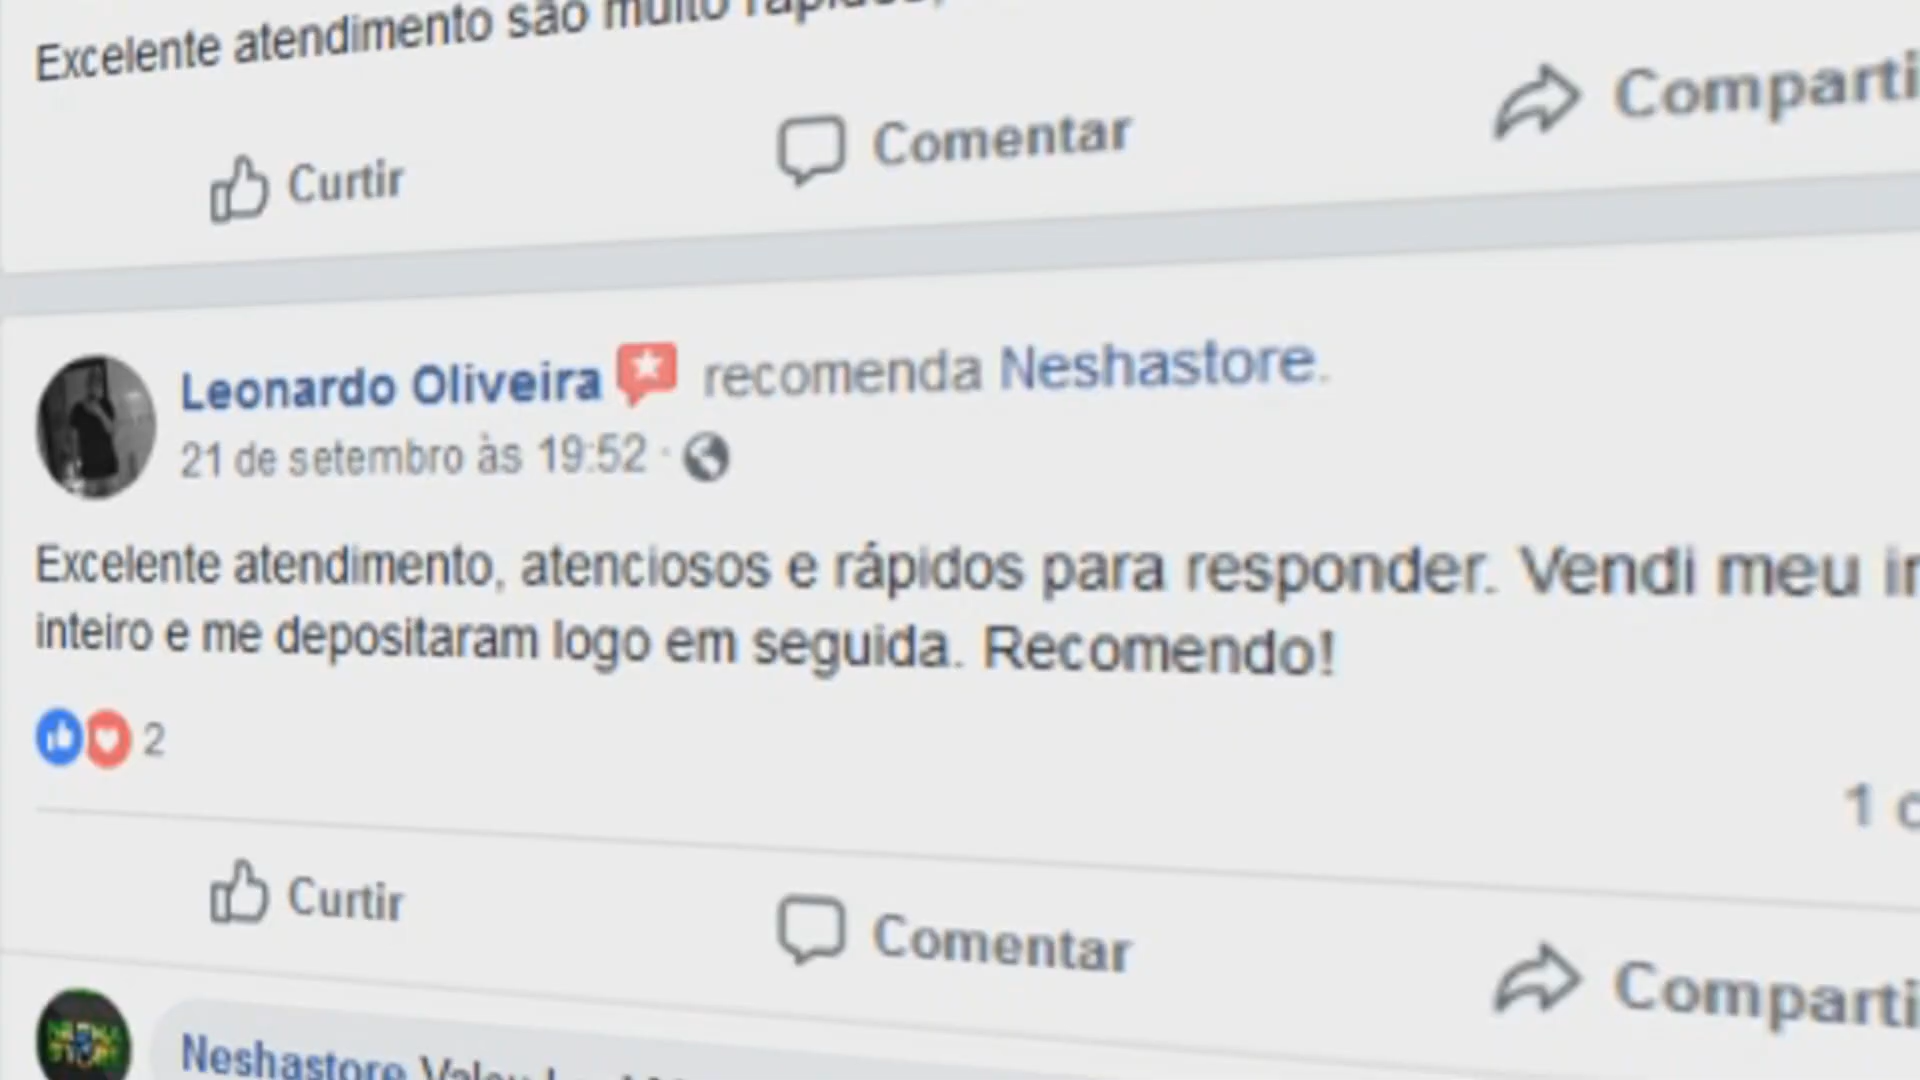 Excelente atendimento são muito
Curtir
Comentar
Comparti
Leonardo Oliveira recomenda Neshastore.
21 de setembro às 19:52 ·
Excelente atendimento, atenciosos e rápidos para responder. Vendi meu
inteiro e me depositaram logo em seguida. Recomendo!
2
1
Curtir
Comentar
Comparti
Neshastore